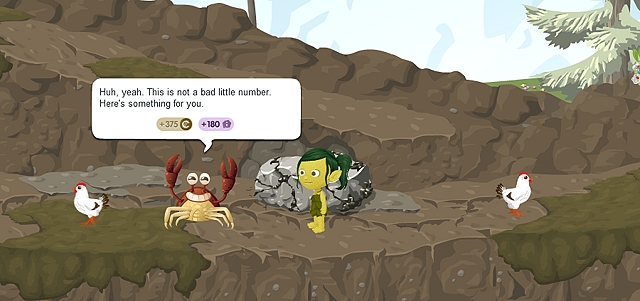 Huh, yeah. This is not a bad little number.
Here's something for you.
+375 +180